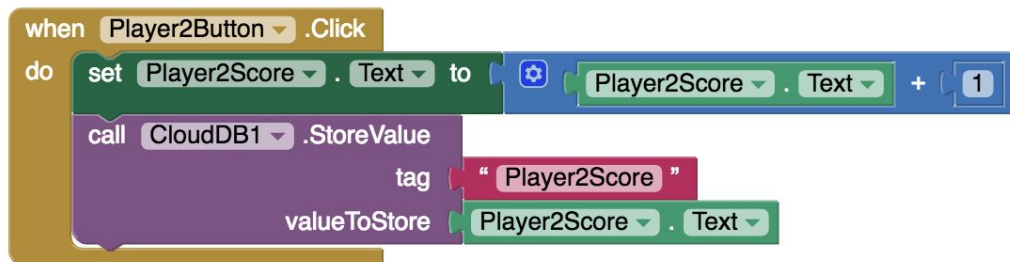 when Player2Button .Click
do set Player2Score . Text to Player2Score . Text + 1
call CloudDB1 .StoreValue
tag “ Player2Score ”
valueToStore Player2Score . Text